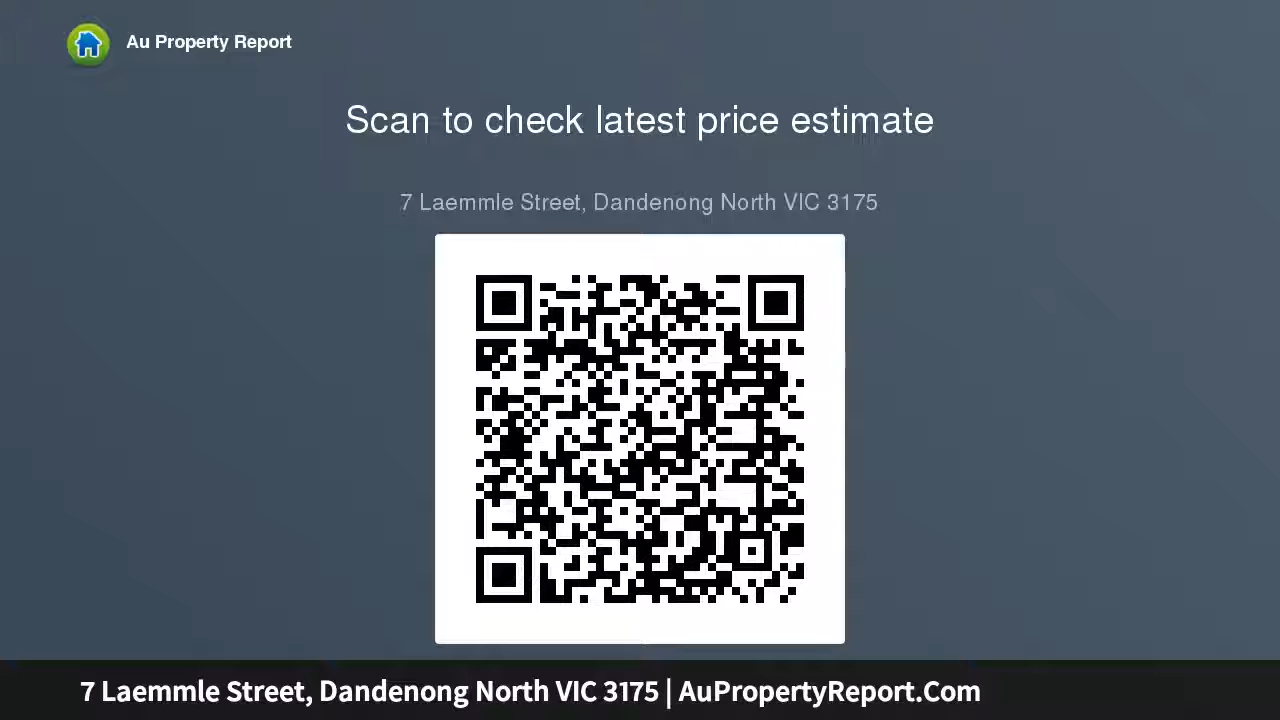 Au Property Report
Scan to check latest price estimate
7 Laemmle Street, Dandenong North VIC 3175
7 Laemmle Street, Dandenong North VIC 3175 | AuPropertyReport.Com